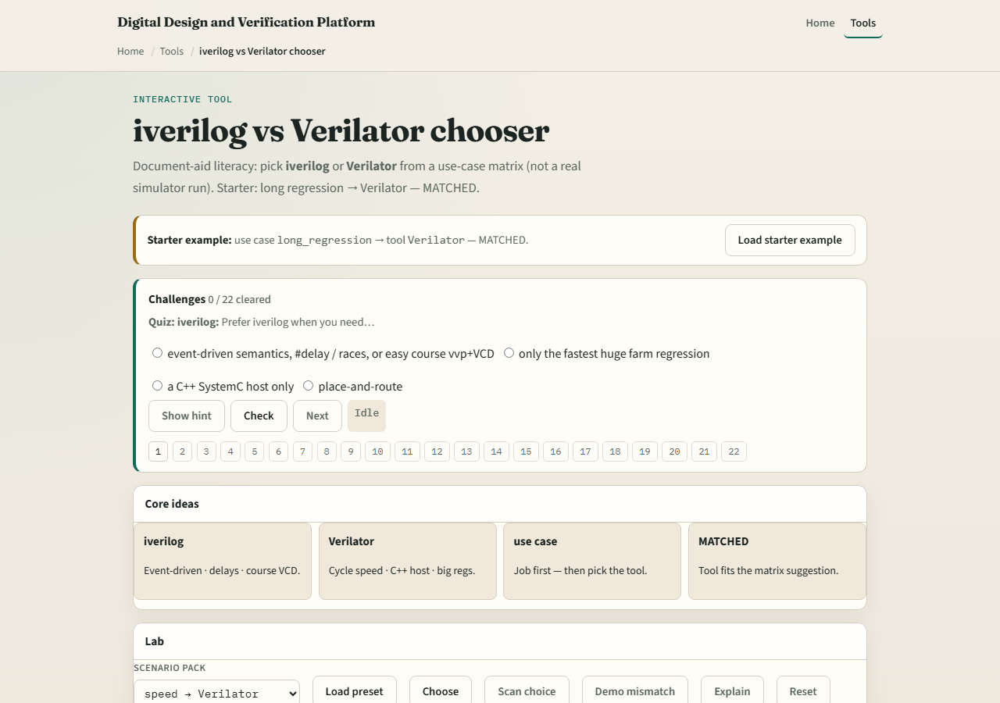 Digital Design and Verification Platform
Home
Tools
Home / Tools / iverilog vs Verilator chooser
INTERACTIVE TOOL
iverilog vs Verilator chooser
Document-aid literacy: pick iverilog or Verilator from a use-case matrix (not a real
simulator run). Starter: long regression → Verilator — MATCHED.
Starter example: use case long_regression → tool Verilator — MATCHED.
Load starter example
Challenges 0 / 22 cleared
Quiz: iverilog: Prefer iverilog when you need…
event-driven semantics, #delay / races, or easy course vvp+VCD
only the fastest huge farm regression
a C++ SystemC host only
place-and-route
Show hint
Check
Next
Idle
1 2 3 4 5 6 7 8 9 10 11 12 13 14 15 16 17 18 19 20 21 22
Core ideas
iverilog
Event-driven · delays · course VCD.
Verilator
Cycle speed · C++ host · big regs.
use case
Job first — then pick the tool.
MATCHED
Tool fits the matrix suggestion.
Lab
SCENARIO PACK
speed → Verilator
Load preset
Choose
Scan choice
Demo mismatch
Explain
Reset